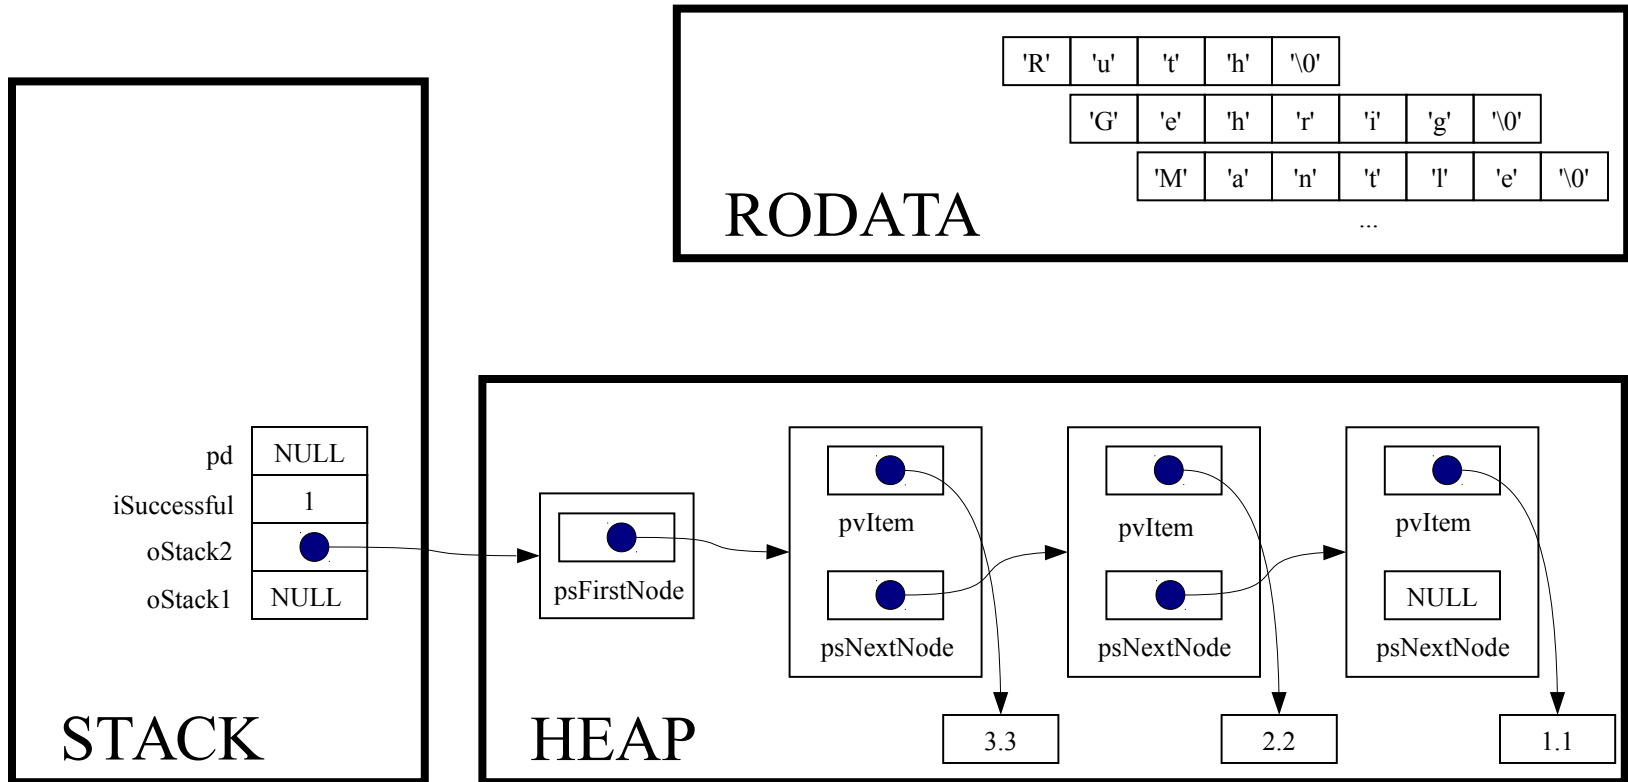 'R' 'u' 't' 'h' '\0'
'G' 'e' 'h' 'r' 'i' 'g' '\0'
'M' 'a' 'n' 't' 'l' 'e' '\0'
...
RODATA
pd NULL
iSuccessful 1
oStack2
oStack1 NULL
STACK
psFirstNode
pvItem
psNextNode
pvItem
psNextNode
pvItem
NULL
psNextNode
3.3
2.2
1.1
HEAP